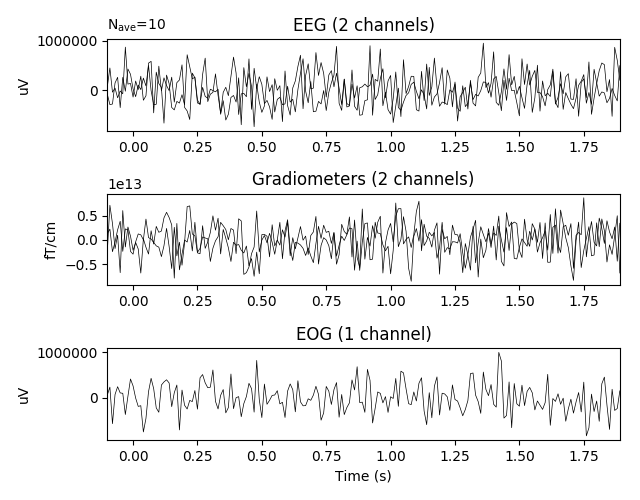 N_ave=10
EEG (2 channels)
1000000
0
uV
0.00 0.25 0.50 0.75 1.00 1.25 1.50 1.75
1e13
Gradiometers (2 channels)
0.5
0.0
−0.5
fT/cm
0.00 0.25 0.50 0.75 1.00 1.25 1.50 1.75
EOG (1 channel)
1000000
0
uV
0.00 0.25 0.50 0.75 1.00 1.25 1.50 1.75
Time (s)